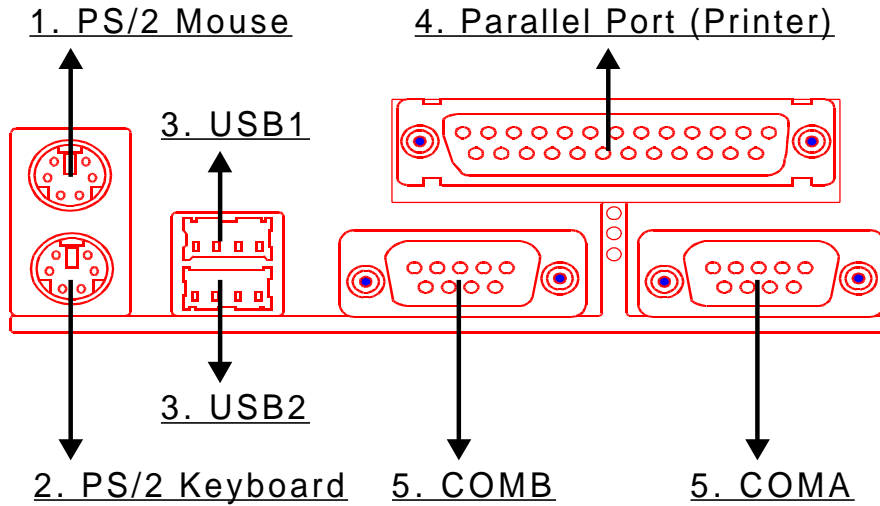 1. PS/2 Mouse
4. Parallel Port (Printer)
3. USB1
3. USB2
2. PS/2 Keyboard
5. COMB
5. COMA